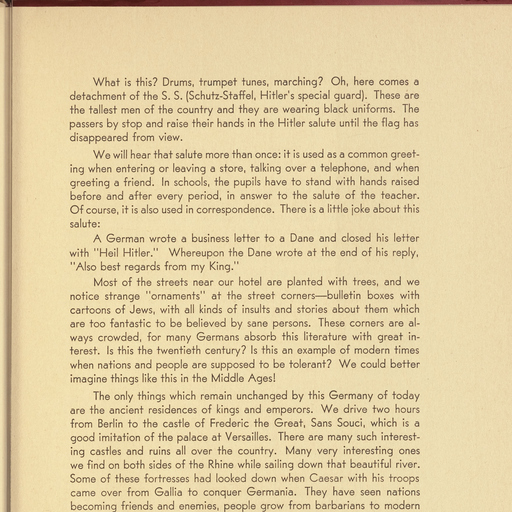 What is this? Drums, trumpet tunes, marching? Oh, here comes a
detachment of the S. S. (Schutz-Staffel, Hitler's special guard). These are
the tallest men of the country and they are wearing black uniforms. The
passers by stop and raise their hands in the Hitler salute until the flag has
disappeared from view.
We will hear that salute more than once: it is used as a common greet-
ing when entering or leaving a store, talking over a telephone, and when
greeting a friend. In schools, the pupils have to stand with hands raised
before and after every period, in answer to the salute of the teacher.
Of course, it is also used in correspondence. There is a little joke about this
salute:
A German wrote a business letter to a Dane and closed his letter
with "Heil Hitler." Whereupon the Dane wrote at the end of his reply,
"Also best regards from my King."
Most of the streets near our hotel are planted with trees, and we
notice strange "ornaments" at the street corners—bulletin boxes with
cartoons of Jews, with all kinds of insults and stories about them which
are too fantastic to be believed by sane persons. These corners are al-
ways crowded, for many Germans absorb this literature with great in-
terest. Is this the twentieth century? Is this an example of modern times
when nations and people are supposed to be tolerant? We could better
imagine things like this in the Middle Ages!
The only things which remain unchanged by this Germany of today
are the ancient residences of kings and emperors. We drive two hours
from Berlin to the castle of Frederic the Great, Sans Souci, which is a
good imitation of the palace at Versailles. There are many such interest-
ing castles and ruins all over the country. Many very interesting ones
we find on both sides of the Rhine while sailing down that beautiful river.
Some of these fortresses had looked down when Caesar with his troops
came over from Gallia to conquer Germania. They have seen nations
becoming friends and enemies, people grow from barbarians to modern